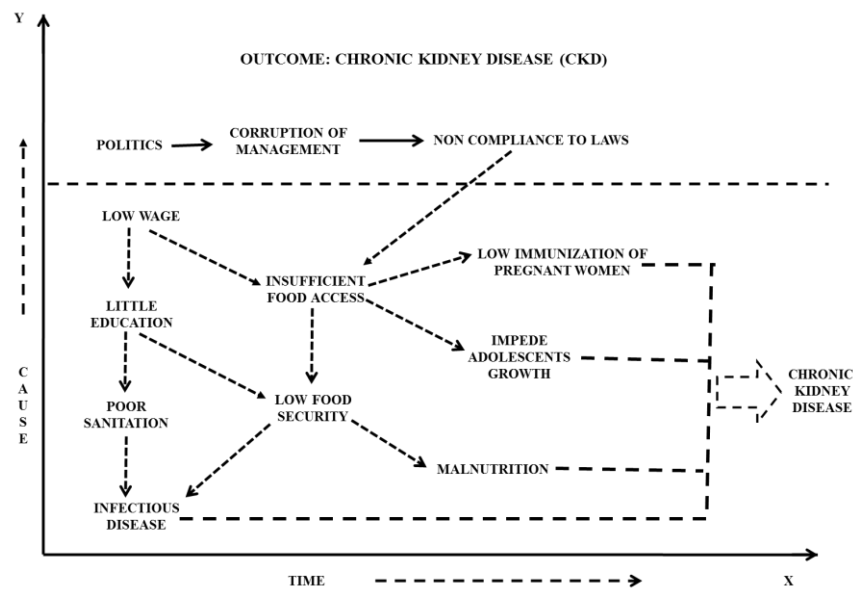 Y
OUTCOME: CHRONIC KIDNEY DISEASE (CKD)
POLITICS
CORRUPTION OF
MANAGEMENT
NON COMPLIANCE TO LAWS
LOW WAGE
INSUFFICIENT
FOOD ACCESS
LOW IMMUNIZATION OF
PREGNANT WOMEN
LITTLE
EDUCATION
IMPEDE
ADOLESCENTS
GROWTH
C
A
U
S
E
CHRONIC
KIDNEY
DISEASE
POOR
SANITATION
LOW FOOD
SECURITY
MALNUTRITION
INFECTIOUS
DISEASE
TIME
X